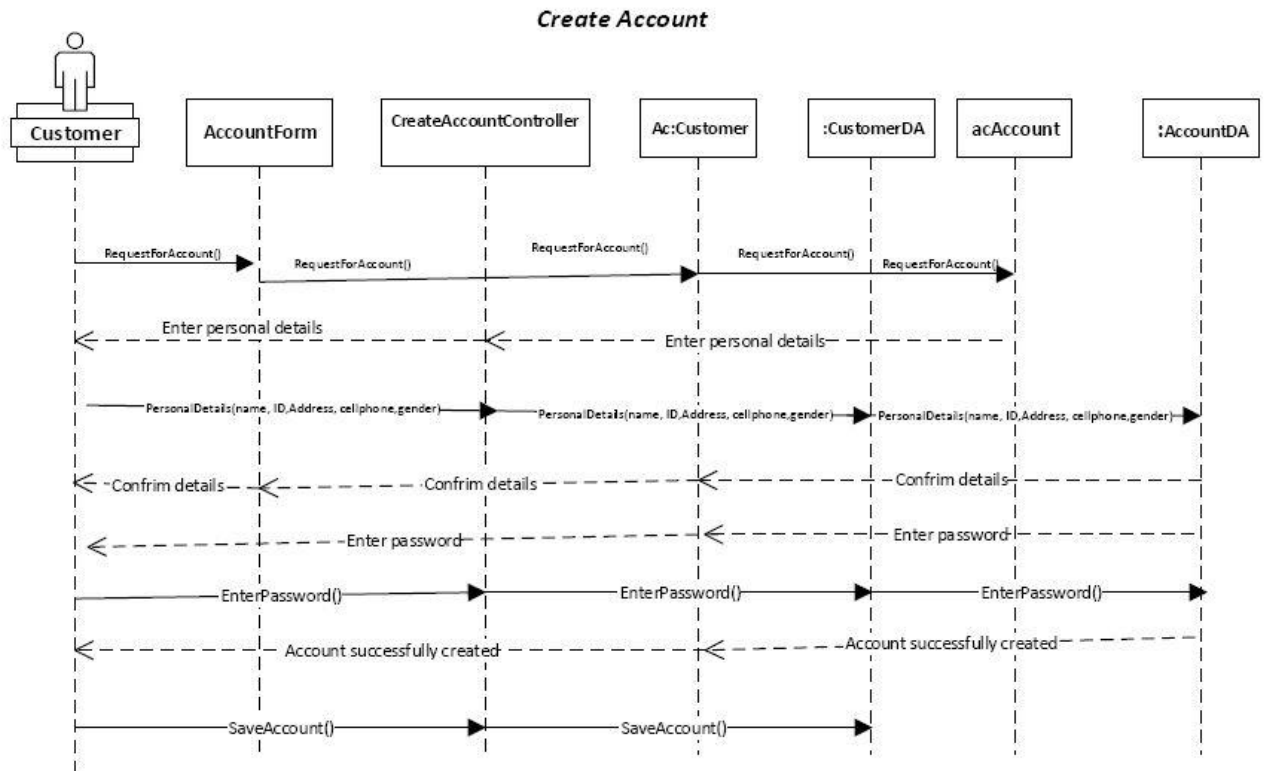 Create Account
Customer
AccountForm
CreateAccountController
Ac:Customer
:CustomerDA
acAccount
:AccountDA
RequestForAccount()
RequestForAccount()
RequestForAccount()
RequestForAccount()
RequestForAccount()
Enter personal details
Enter personal details
PersonalDetails(name, ID,Address, cellphone,gender)
PersonalDetails(name, ID,Address, cellphone,gender)
PersonalDetails(name, ID,Address, cellphone,gender)
Confrim details
Confrim details
Confrim details
Enter password
Enter password
EnterPassword()
EnterPassword()
EnterPassword()
Account successfully created
Account successfully created
SaveAccount()
SaveAccount()